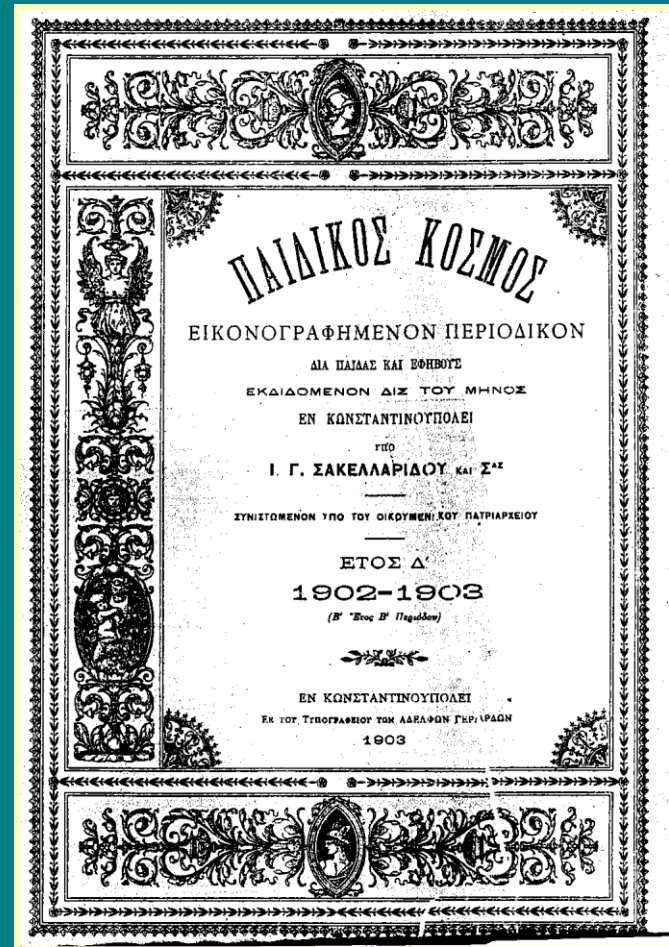 ΠΑΙΔΙΚΟΣ ΚΟΣΜΟΣ
ΕΙΚΟΝΟΓΡΑΦΗΜΕΝΟΝ ΠΕΡΙΟΔΙΚΟΝ
ΔΙΑ ΠΑΙΔΑΣ ΚΑΙ ΕΦΗΒΟΥΣ
ΕΚΔΙΔΟΜΕΝΟΝ ΔΙΣ ΤΟΥ ΜΗΝΟΣ
ΕΝ ΚΩΝΣΤΑΝΤΙΝΟΥΠΟΛΕΙ
ΥΠΟ
Ι. Γ. ΣΑΚΕΛΛΑΡΙΔΟΥ ΚΑΙ ΣΑΣ
ΣΥΝΙΣΤΩΜΕΝΟΝ ΥΠΟ ΤΟΥ ΟΙΚΟΥΜΕΝΙΚΟΥ ΠΑΤΡΙΑΡΧΕΙΟΥ
ΕΤΟΣ Δ'
1902-1903
(Β' Ἔτος Β' Περιόδου)
ΕΝ ΚΩΝΣΤΑΝΤΙΝΟΥΠΟΛΕΙ
ΕΚ ΤΟΥ ΤΥΠΟΓΡΑΦΕΙΟΥ ΤΩΝ ΑΔΕΛΦΩΝ ΓΕΡΑΡΔΩΝ
1903